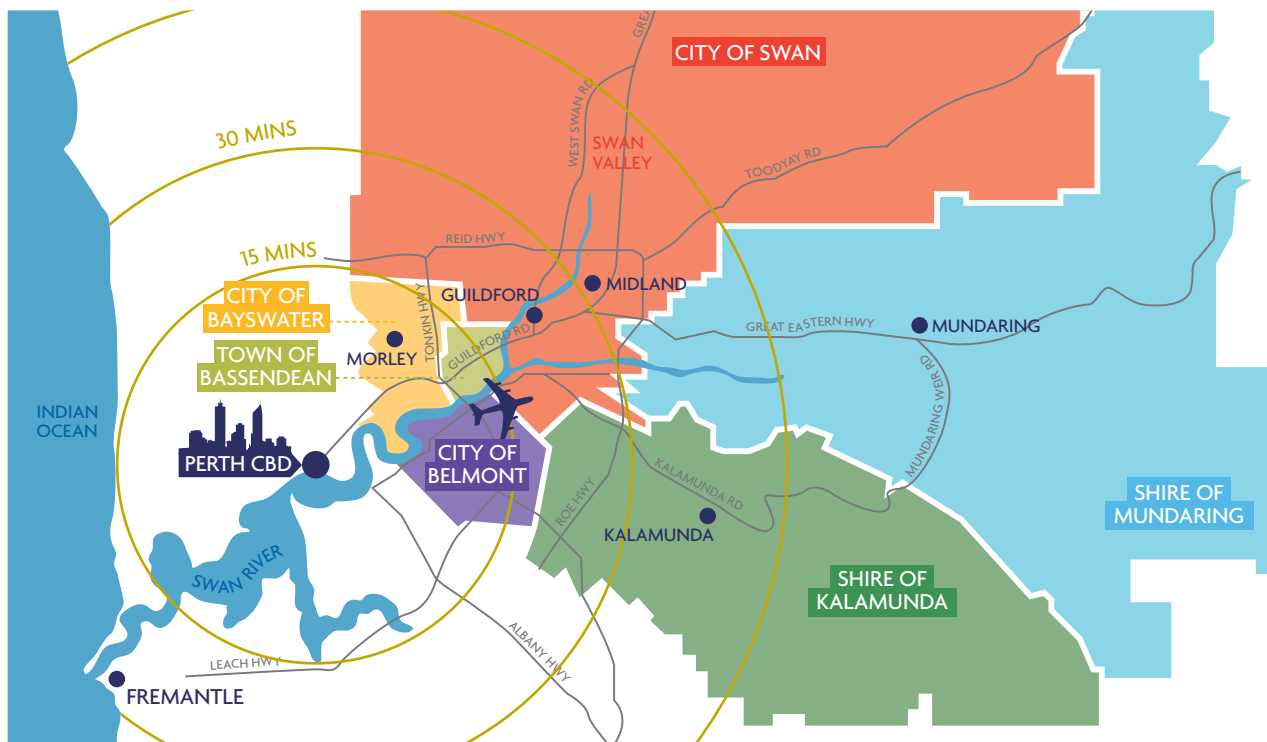 GREA
CITY OF SWAN
WEST SWAN RD
SWAN
VALLEY
30 MINS
TOODYAY RD
REID HWY
15 MINS
CITY OF
BAYSWATER
TONKIN HWY
GUILDFORD
MIDLAND
GREAT EASTERN HWY
MUNDARING
MORLEY
GUILDFORD RD
TOWN OF
BASSENDEAN
MUNDARING WEIR RD
INDIAN
OCEAN
PERTH CBD
CITY OF
BELMONT
KALAMUNDA RD
ROE HWY
KALAMUNDA
SHIRE OF
MUNDARING
SWAN RIVER
SHIRE OF
KALAMUNDA
ALBANY HWY
LEACH HWY
FREMANTLE